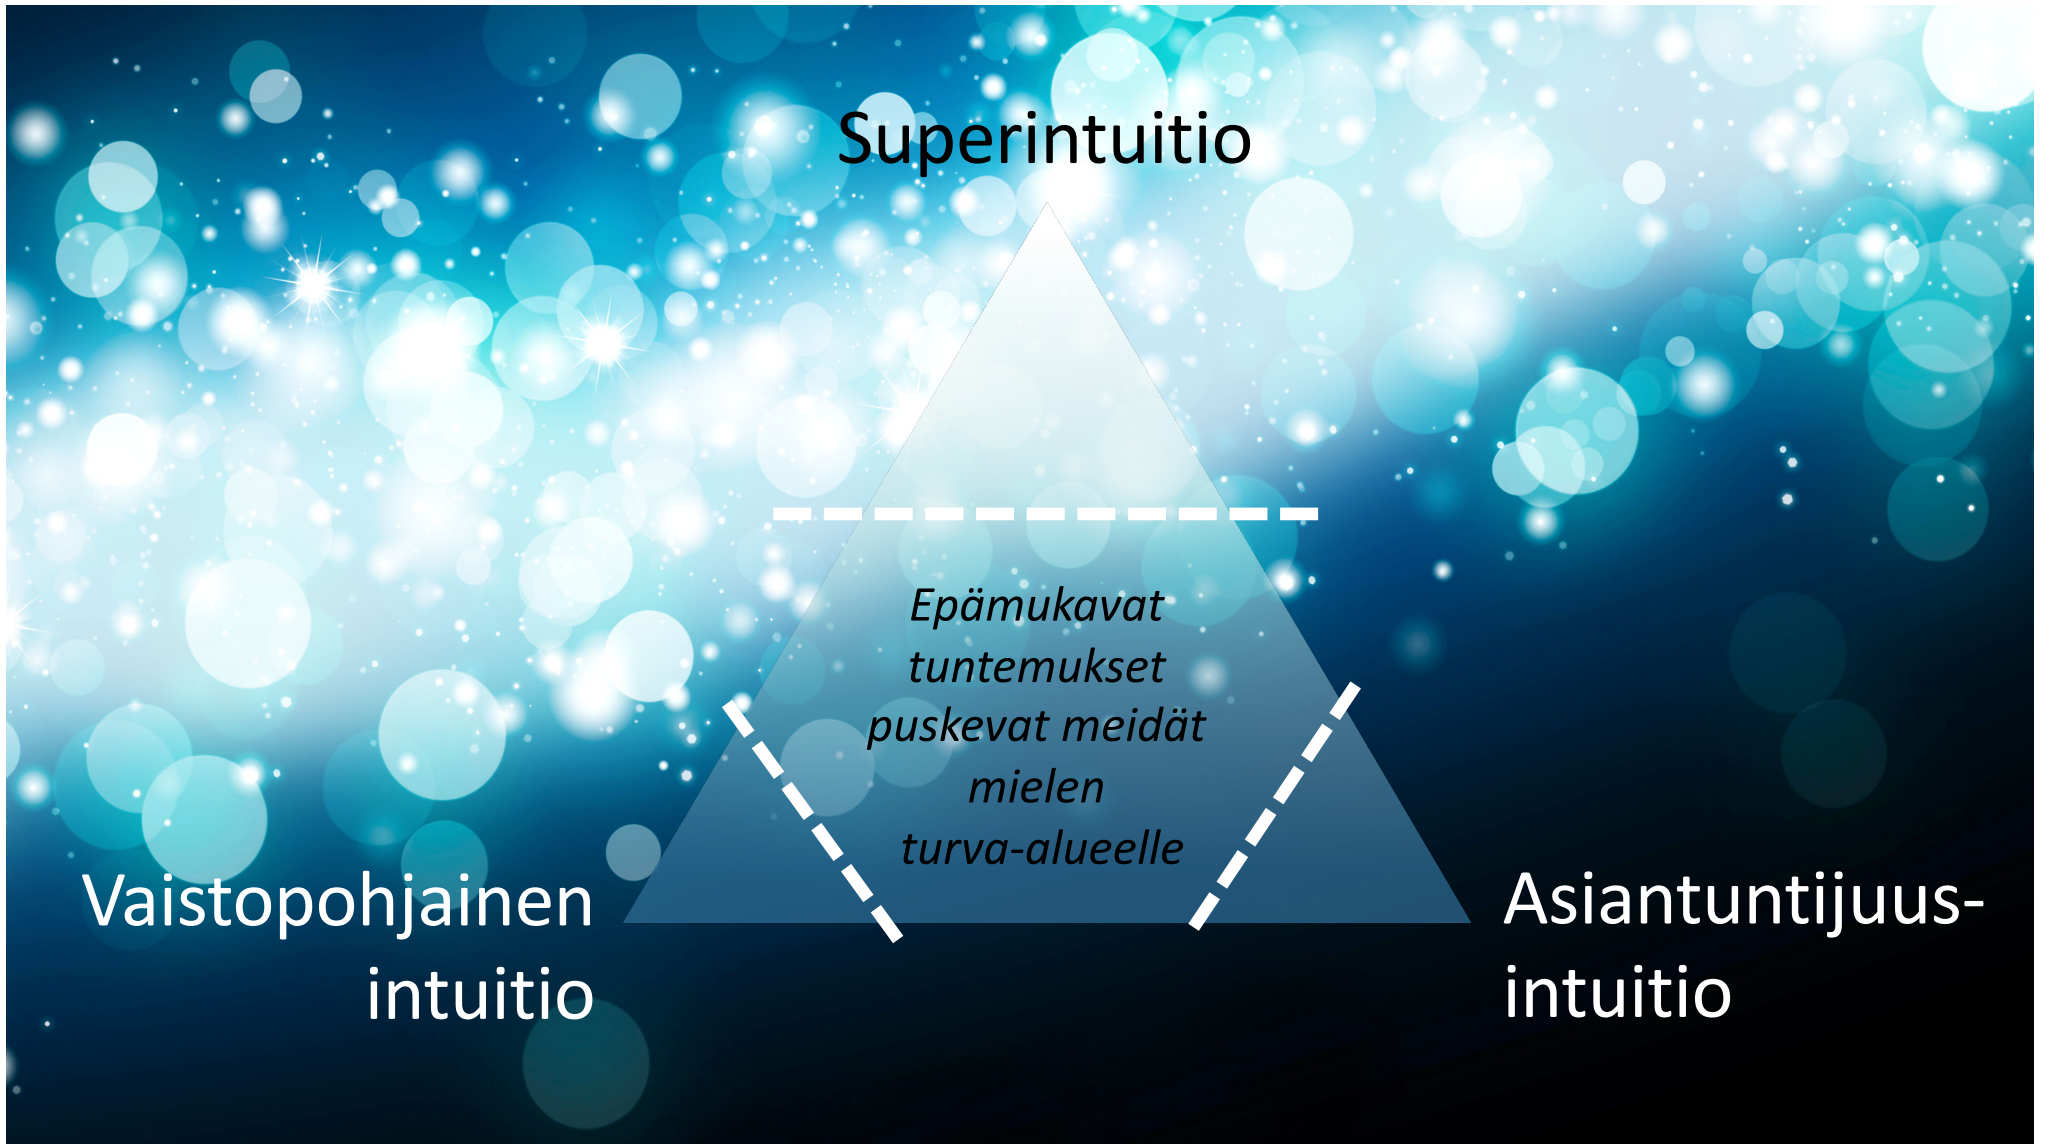 Superintuitio
Epämukavat
tuntemukset
puskevat meidät
mielen
turva-alueelle
Vaistopohjainen
intuitio
Asiantuntijuus-
intuitio